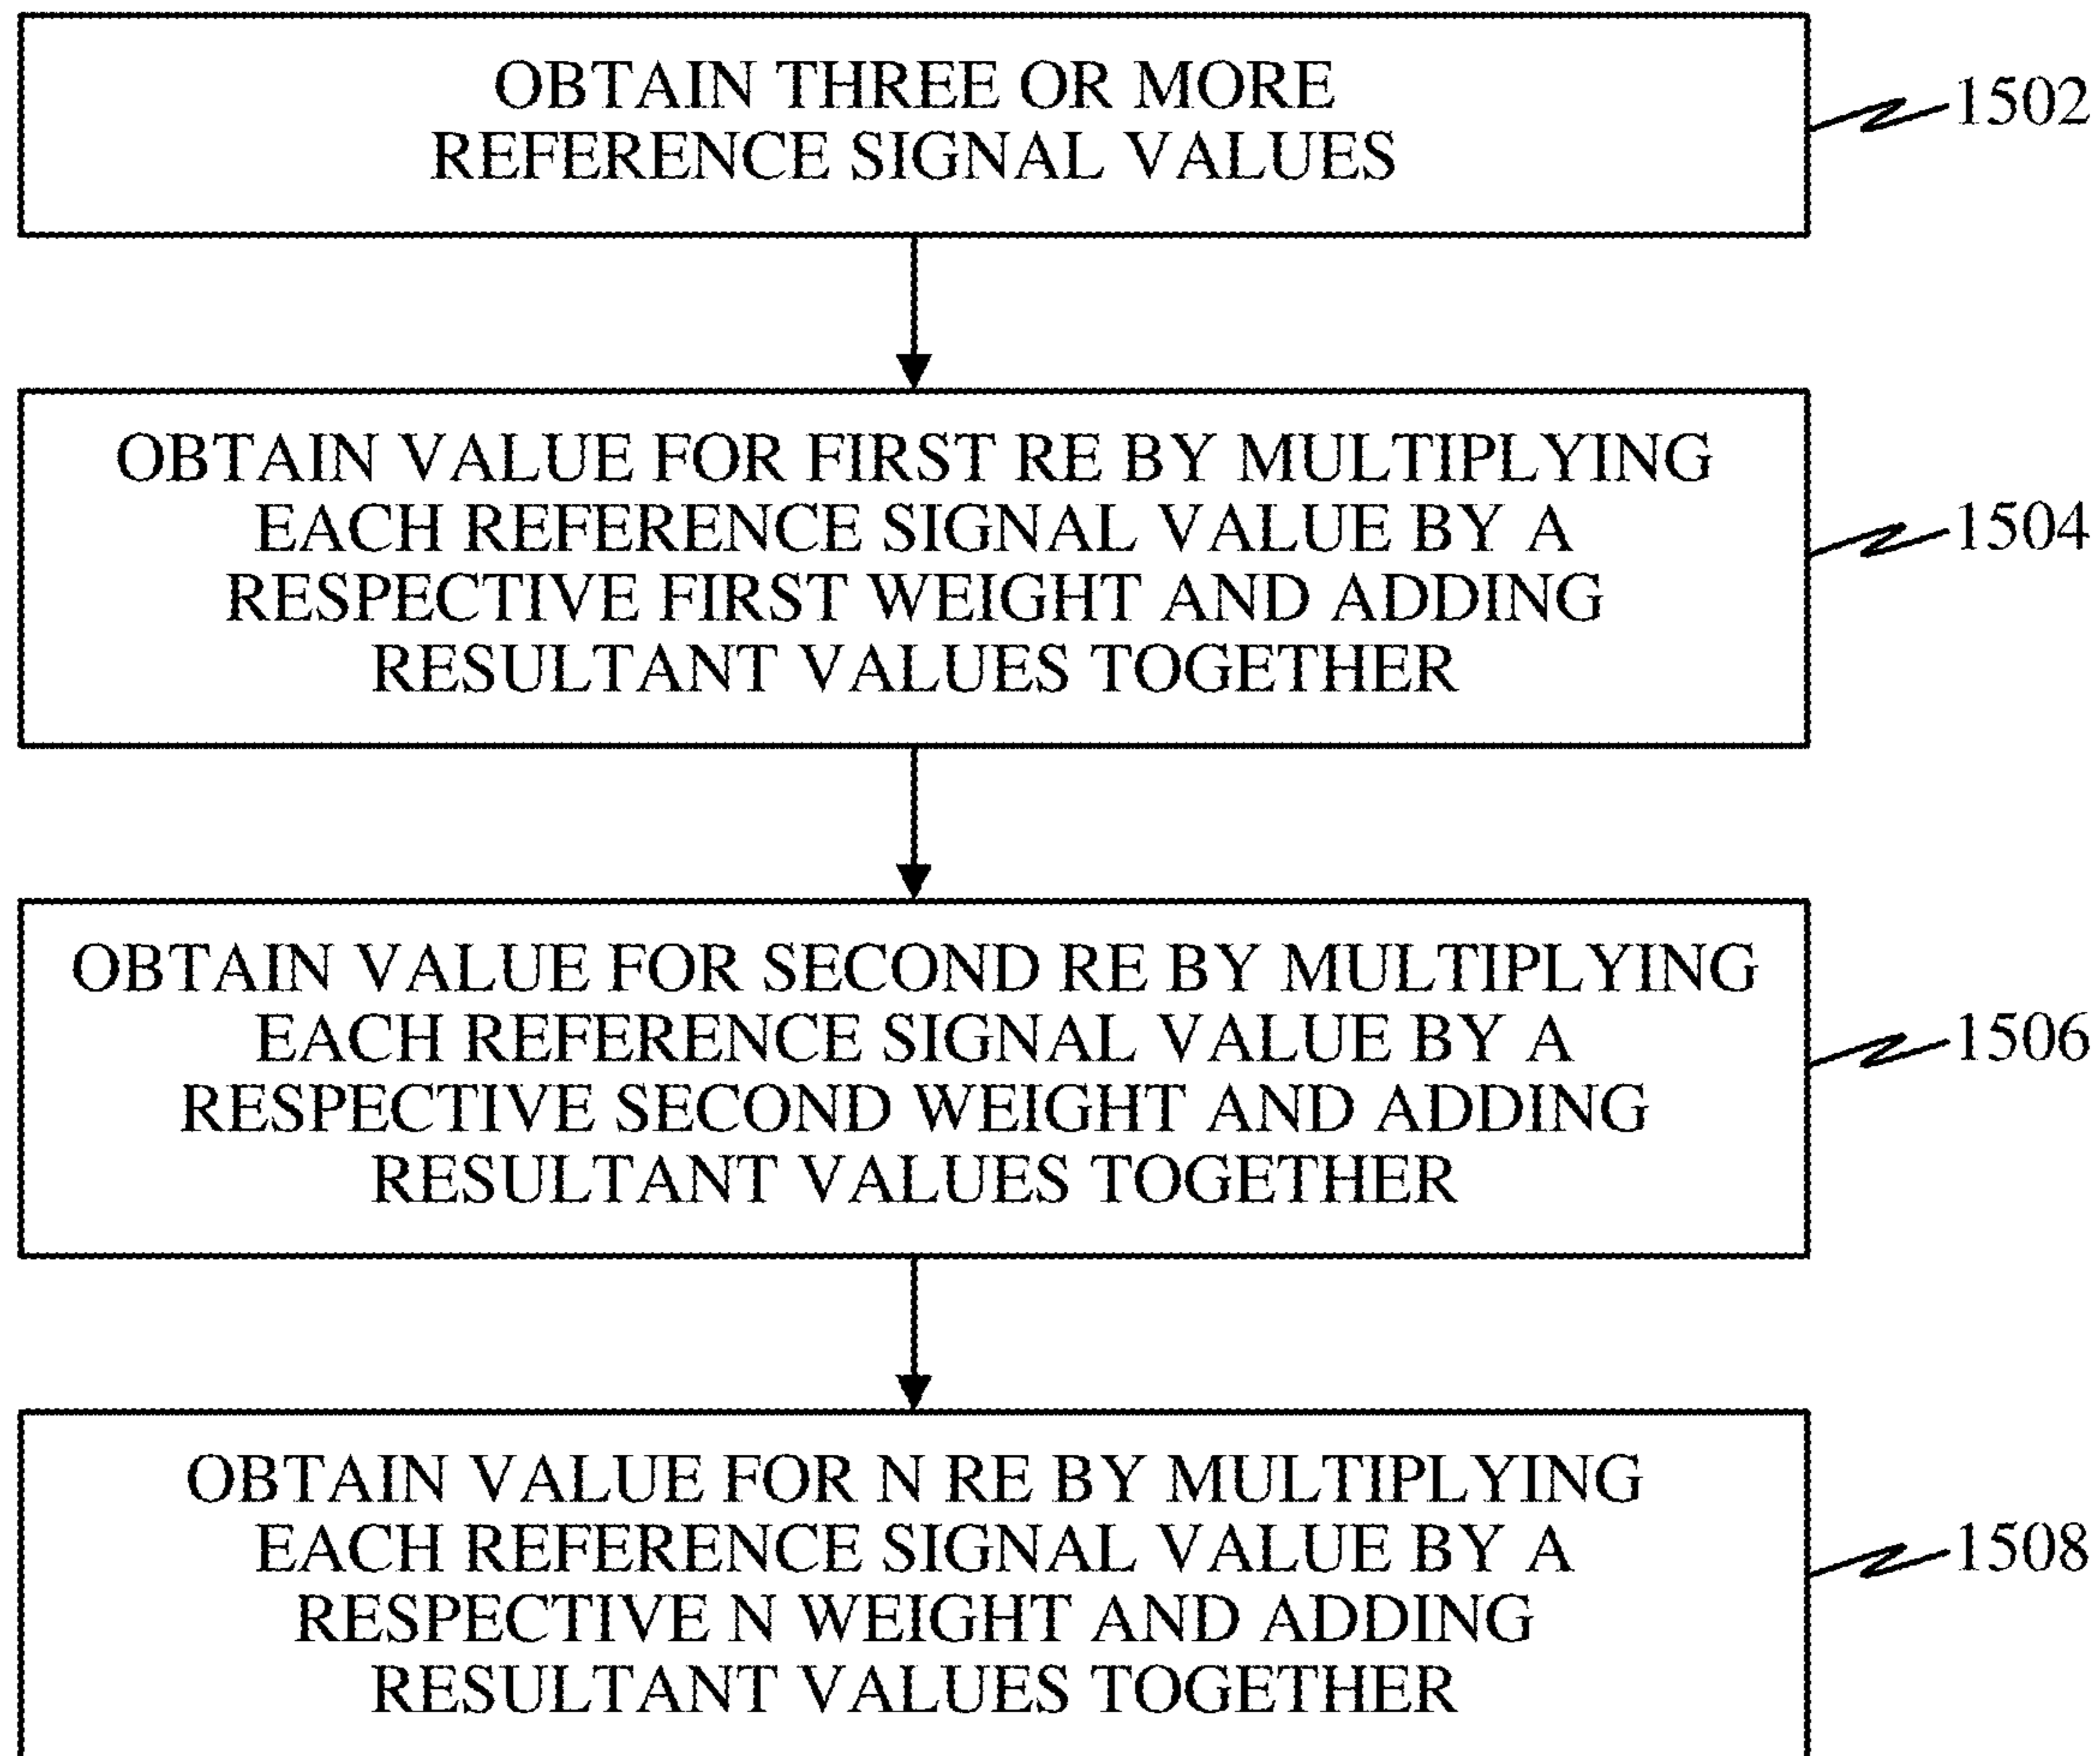 OBTAIN THREE OR MORE
REFERENCE SIGNAL VALUES
1502
OBTAIN VALUE FOR FIRST RE BY MULTIPLYING
EACH REFERENCE SIGNAL VALUE BY A
RESPECTIVE FIRST WEIGHT AND ADDING
RESULTANT VALUES TOGETHER
1504
OBTAIN VALUE FOR SECOND RE BY MULTIPLYING
EACH REFERENCE SIGNAL VALUE BY A
RESPECTIVE SECOND WEIGHT AND ADDING
RESULTANT VALUES TOGETHER
1506
OBTAIN VALUE FOR N RE BY MULTIPLYING
EACH REFERENCE SIGNAL VALUE BY A
RESPECTIVE N WEIGHT AND ADDING
RESULTANT VALUES TOGETHER
1508